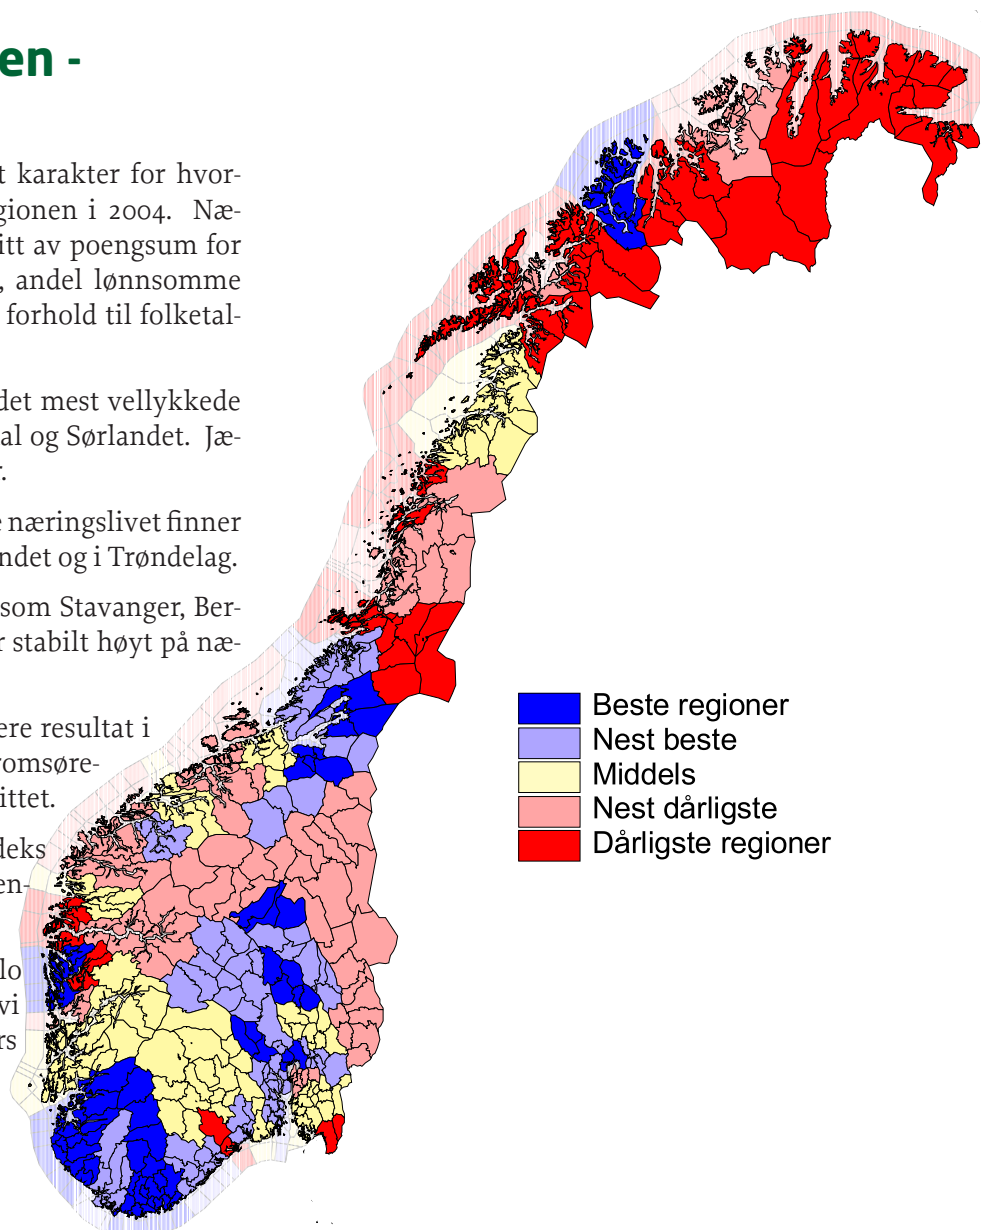 en -
t karakter for hvor-
gionen i 2004. Næ-
itt av poengsum for
, andel lønnsomme
forhold til folketal-
det mest vellykkede
al og Sørlandet. Jæ-
r.
e næringslivet finner
ndet og i Trøndelag.
som Stavanger, Ber-
r stabilt høyt på næ-
ere resultat i
romsøre-
ittet.
deks
en-
lo
vi
rs
Beste regioner
Nest beste
Middels
Nest dårligste
Dårligste regioner